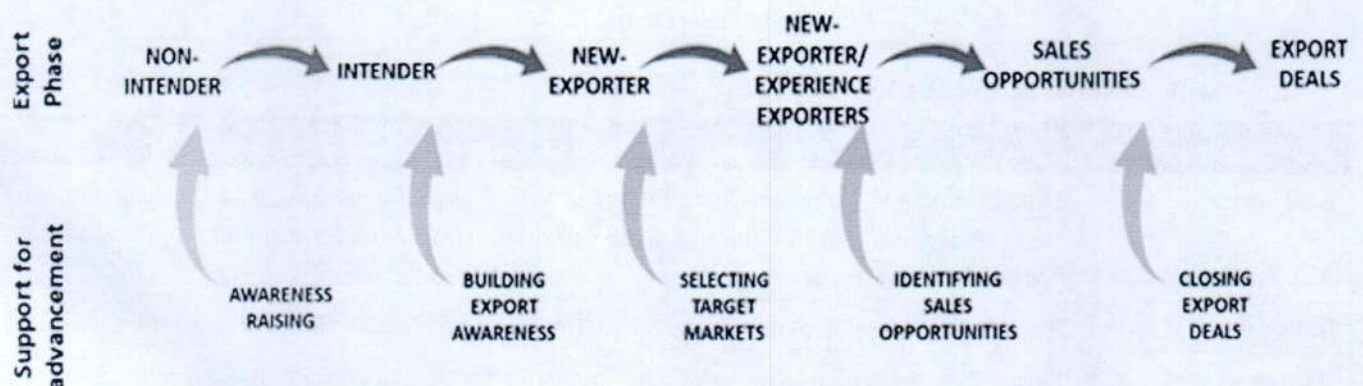 Export
Phase
NON-
INTENDER
INTENDER
NEW-
EXPORTER
NEW-
EXPORTER/
EXPERIENCE
EXPORTERS
SALES
OPPORTUNITIES
EXPORT
DEALS
Support for
advancement
AWARENESS
RAISING
BUILDING
EXPORT
AWARENESS
SELECTING
TARGET
MARKETS
IDENTIFYING
SALES
OPPORTUNITIES
CLOSING
EXPORT
DEALS